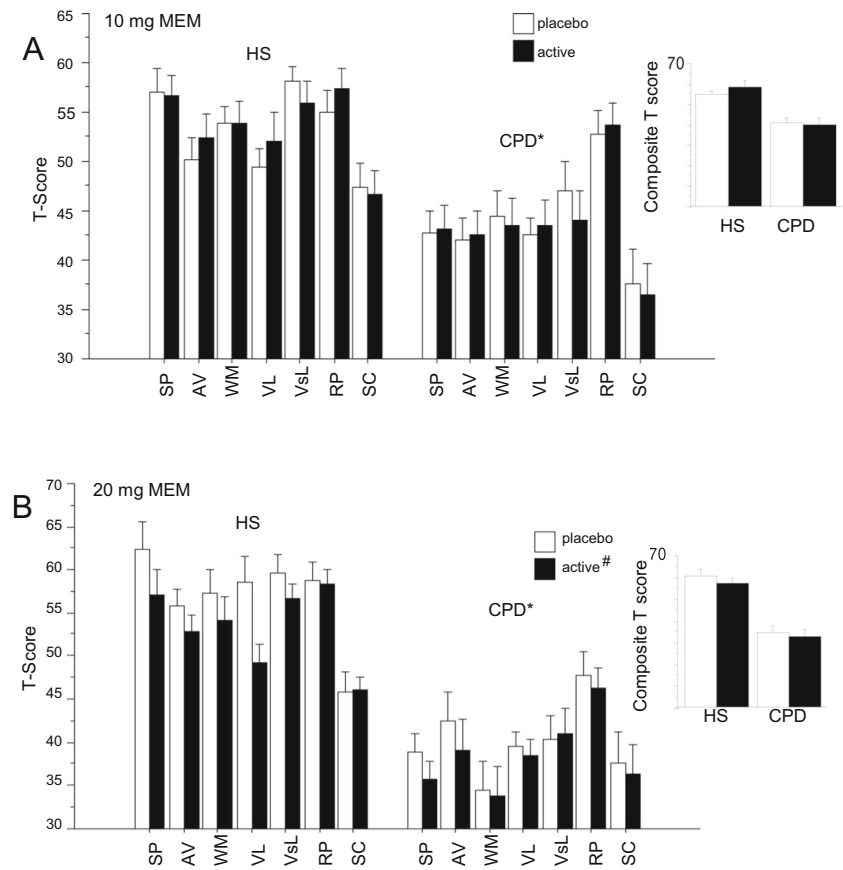 A
10 mg MEM
HS
CPD*
placebo
active
T-Score
65
60
55
50
45
40
35
30
SP AV WM VL VsL RP SC
SP AV WM VL VsL RP SC
70
Composite T score
HS CPD
B
20 mg MEM
HS
CPD*
placebo
active#
T-Score
70
65
60
55
50
45
40
35
30
SP AV WM VL VsL RP SC
SP AV WM VL VsL RP SC
70
Composite T score
HS CPD